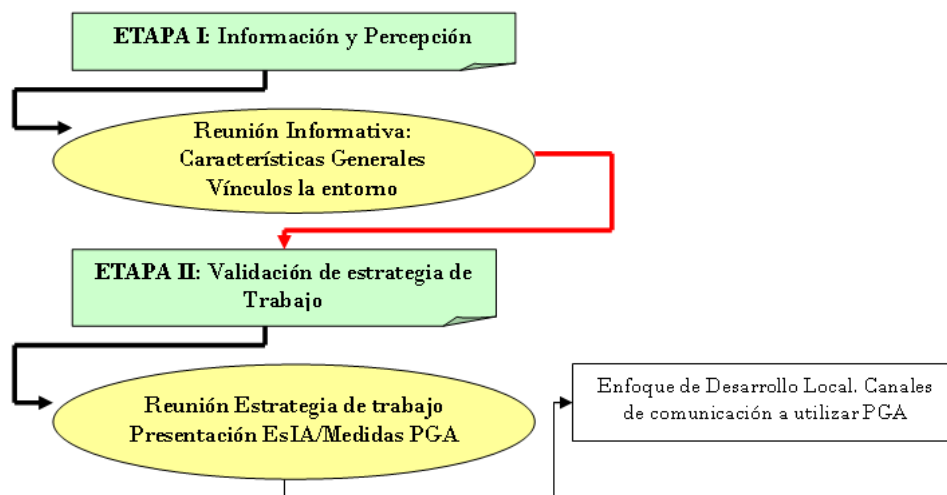 ETAPA I: Información y Percepción
Reunión Informativa:
Características Generales
Vínculos la entorno
ETAPA II: Validación de estrategia de
Trabajo
Reunión Estrategia de trabajo
Presentación EsIA/Medidas PGA
Enfoque de Desarrollo Local. Canales
de comunicación a utilizar PGA